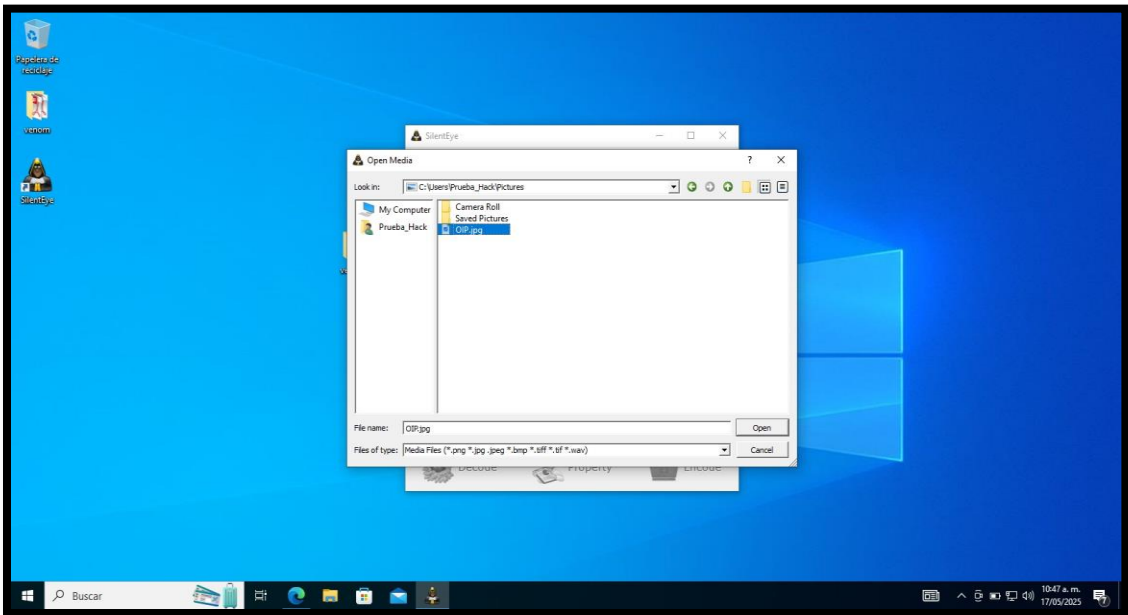 Papelera de
reciclaje
venom
SilentEye
SilentEye
Open Media
?
Look in:
C:\Users\Prueba_Hack\Pictures
My Computer
Prueba_Hack
Camera Roll
Saved Pictures
OIP.jpg
File name:
OIP.jpg
Open
Files of type:
Media Files (*.png *.jpg .jpeg *.bmp *.tiff *.tif *.wav)
Cancel
Decode
Property
Encode
Buscar
10:47 a. m.
17/05/2025